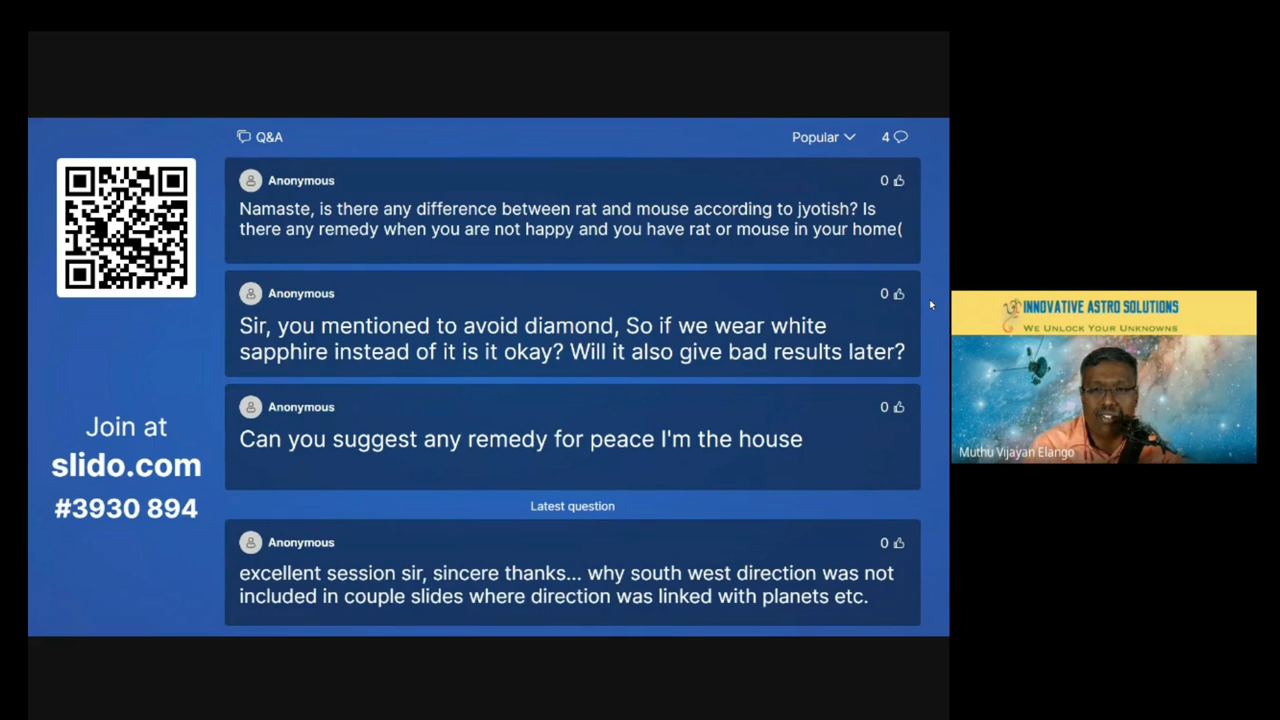 Q&A
Popular
4
Anonymous
0
Namaste, is there any difference between rat and mouse according to jyotish? Is
there any remedy when you are not happy and you have rat or mouse in your home(
Anonymous
0
Sir, you mentioned to avoid diamond, So if we wear white
sapphire instead of it is it okay? Will it also give bad results later?
Anonymous
0
Can you suggest any remedy for peace I'm the house
Latest question
Anonymous
0
excellent session sir, sincere thanks... why south west direction was not
included in couple slides where direction was linked with planets etc.
Join at
slido.com
#3930 894
INNOVATIVE ASTRO SOLUTIONS
WE UNLOCK YOUR UNKNOWNS
Muthu Vijayan Elango